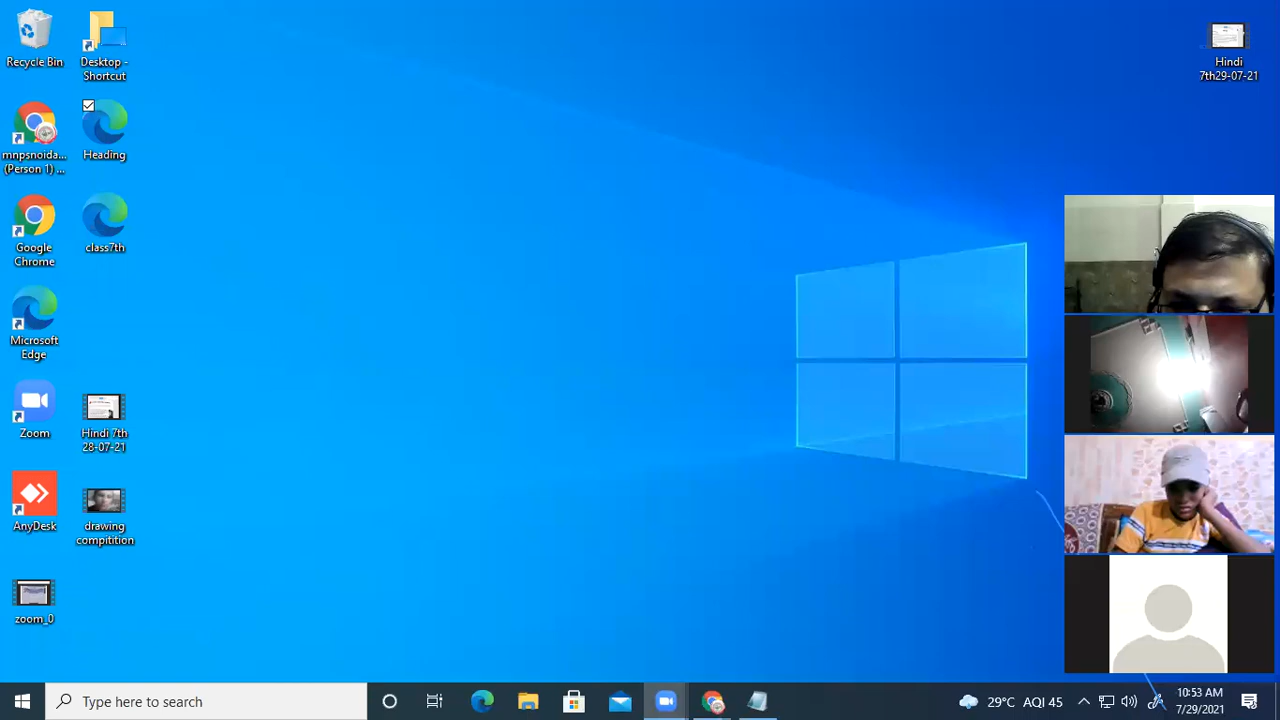 Recycle Bin
Desktop -
Shortcut
Hindi
7th29-07-21
mnpsnoida...
(Person 1) ...
Heading
Google
Chrome
class7th
Microsoft
Edge
Zoom
Hindi 7th
28-07-21
AnyDesk
drawing
compitition
zoom_0
Type here to search
29°C AQI 45
10:53 AM
7/29/2021